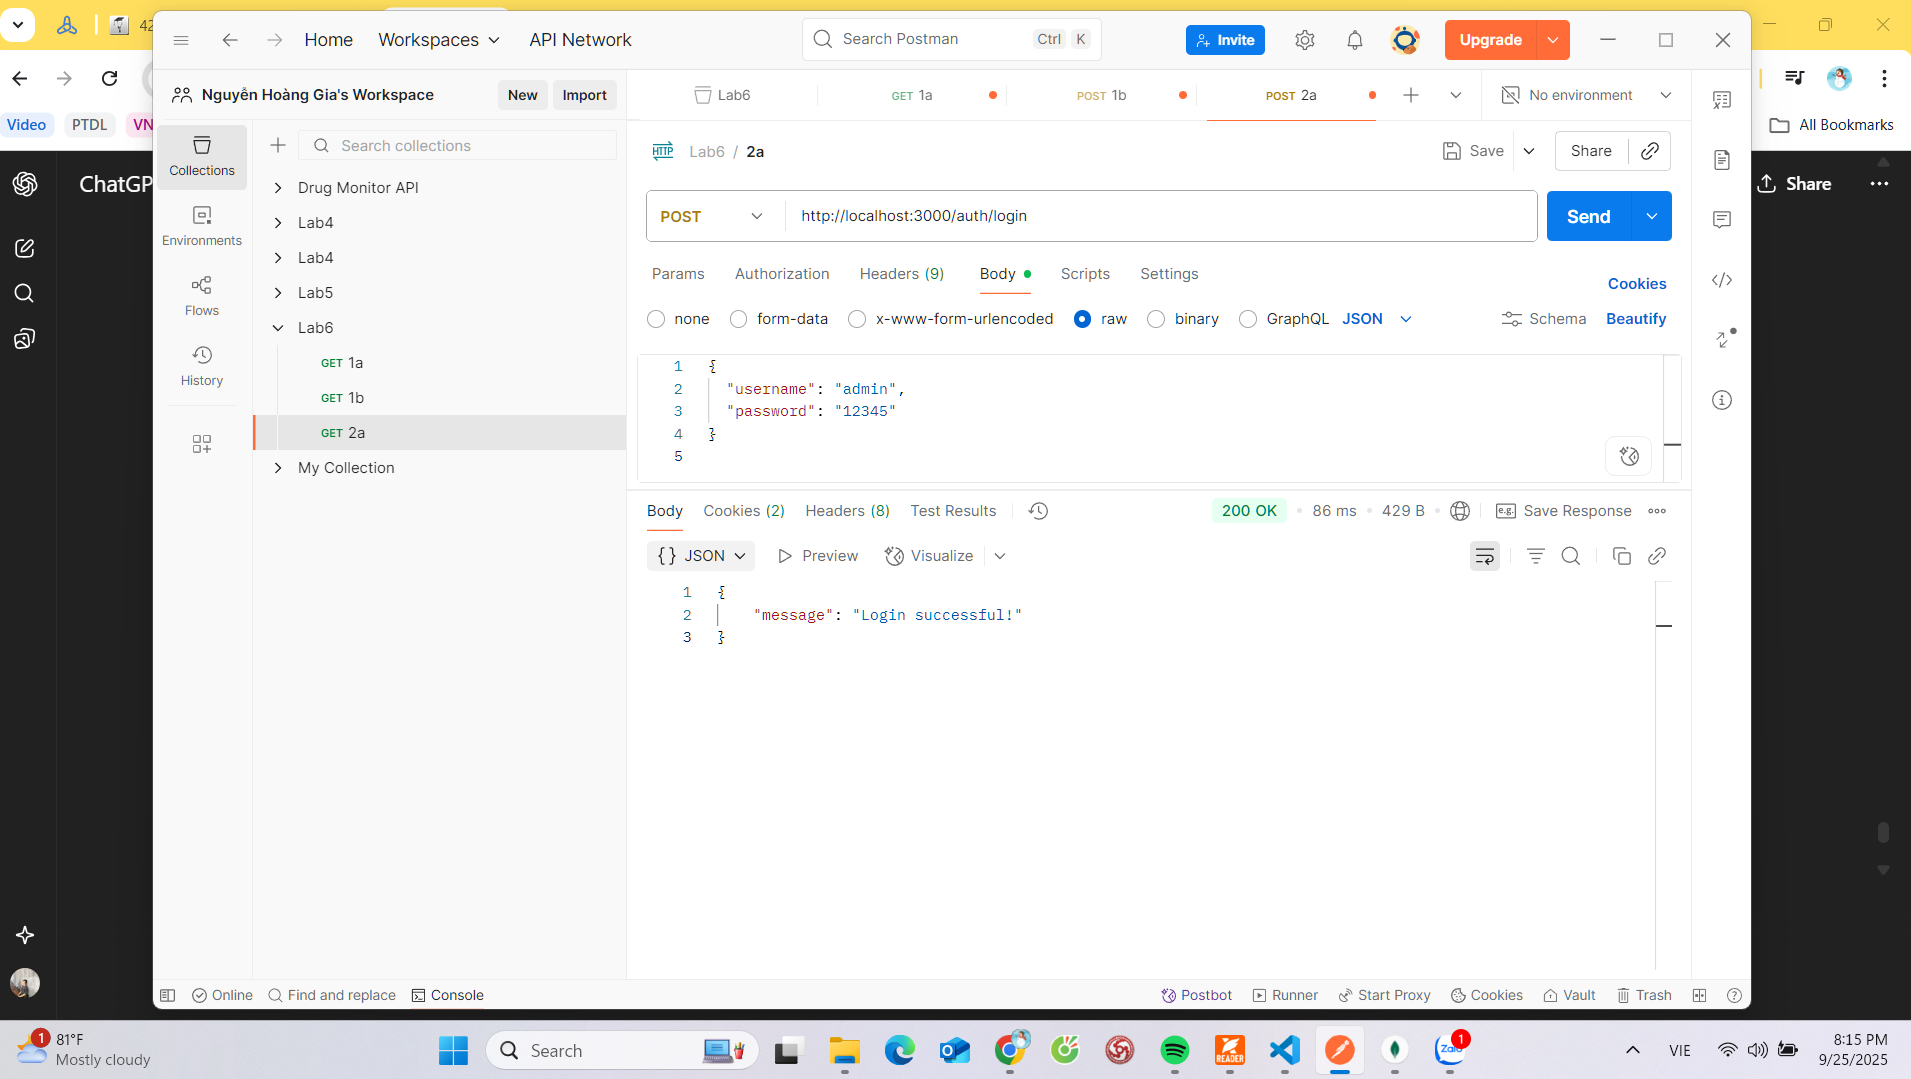 42
Home
Workspaces
API Network
Search Postman
Ctrl K
Invite
Upgrade
Video
PTDL
VN
All Bookmarks
ChatGP
Share
Nguyễn Hoàng Gia's Workspace
New
Import
Lab6
GET 1a
POST 1b
POST 2a
No environment
Collections
Environments
Flows
History
Search collections
Drug Monitor API
Lab4
Lab4
Lab5
Lab6
GET 1a
GET 1b
GET 2a
My Collection
HTTP
Lab6 / 2a
Save
Share
POST
http://localhost:3000/auth/login
Send
Params
Authorization
Headers (9)
Body
Scripts
Settings
Cookies
none
form-data
x-www-form-urlencoded
raw
binary
GraphQL
JSON
Schema
Beautify
1 {
2 "username": "admin",
3 "password": "12345"
4 }
5
Body
Cookies (2)
Headers (8)
Test Results
200 OK
86 ms
429 B
e.g.
Save Response
{} JSON
Preview
Visualize
1 {
2 "message": "Login successful!"
3 }
Online
Find and replace
Console
Postbot
Runner
Start Proxy
Cookies
Vault
Trash
1
81°F
Mostly cloudy
Search
READER
Zalo
1
VIE
8:15 PM
9/25/2025